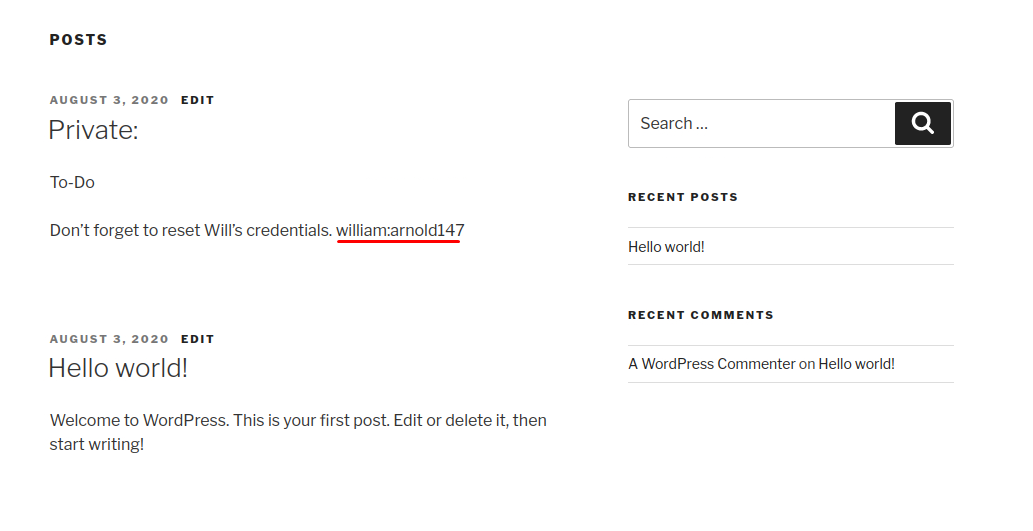 POSTS
AUGUST 3, 2020 EDIT
Private:
To-Do
Don’t forget to reset Will’s credentials. william:arnold147
AUGUST 3, 2020 EDIT
Hello world!
Welcome to WordPress. This is your first post. Edit or delete it, then
start writing!
Search …
RECENT POSTS
Hello world!
RECENT COMMENTS
A WordPress Commenter on Hello world!